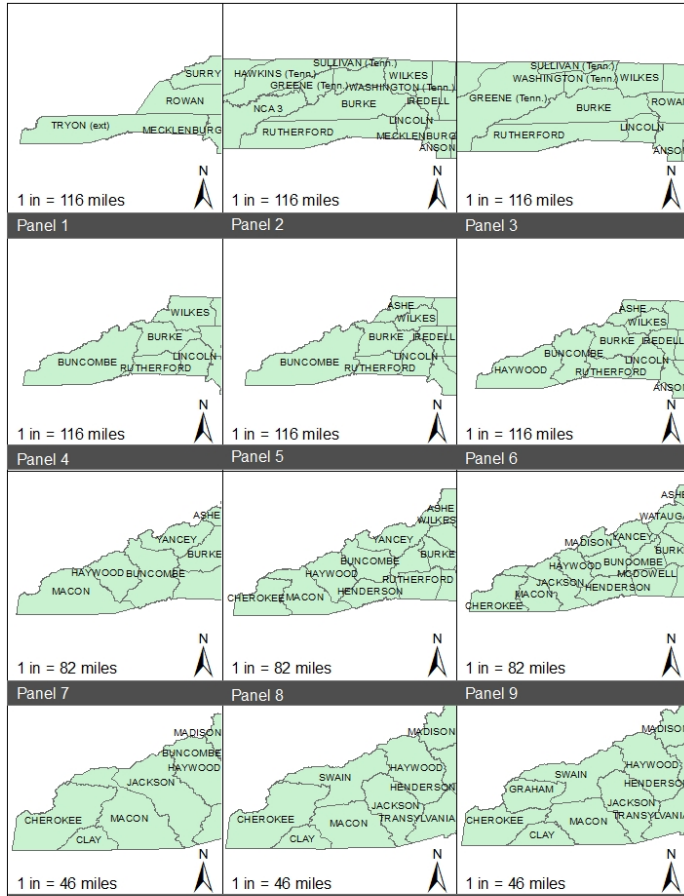 SURRY
ROWAN
TRYON (ext)
MECKLENBURG
N
1 in = 116 miles
Panel 1
SULLIVAN (Tenn.)
HAWKINS (Tenn.)
WILKES
GREENE (Tenn.)
WASHINGTON (Tenn.)
NCA 3
BURKE
IREDELL
LINCOLN
RUTHERFORD
MECKLENBURG
ANSON
N
1 in = 116 miles
Panel 2
SULLIVAN (Tenn.)
WASHINGTON (Tenn.)
WILKES
GREENE (Tenn.)
BURKE
ROWAN
LINCOLN
RUTHERFORD
ANSON
N
1 in = 116 miles
Panel 3
WILKES
BURKE
BUNCOMBE
LINCOLN
RUTHERFORD
N
1 in = 116 miles
Panel 4
ASHE
WILKES
BURKE
IREDELL
BUNCOMBE
LINCOLN
RUTHERFORD
N
1 in = 116 miles
Panel 5
ASHE
WILKES
BURKE
IREDELL
BUNCOMBE
LINCOLN
HAYWOOD
RUTHERFORD
ANSON
N
1 in = 116 miles
Panel 6
ASHE
YANCEY
BURKE
HAYWOOD
BUNCOMBE
MACON
N
1 in = 82 miles
Panel 7
ASHE
WILKES
YANCEY
BURKE
BUNCOMBE
HAYWOOD
RUTHERFORD
HENDERSON
CHEROKEE
MACON
N
1 in = 82 miles
Panel 8
ASHE
WATAUGA
YANCEY
MADISON
BURKE
HAYWOOD
BUNCOMBE
MCDOWELL
JACKSON
HENDERSON
MACON
CHEROKEE
N
1 in = 82 miles
Panel 9
MADISON
BUNCOMBE
HAYWOOD
JACKSON
CHEROKEE
MACON
CLAY
N
1 in = 46 miles
MADISON
HAYWOOD
SWAIN
HENDERSON
JACKSON
CHEROKEE
MACON
TRANSYLVANIA
CLAY
N
1 in = 46 miles
MADISON
HAYWOOD
SWAIN
HENDERSON
GRAHAM
JACKSON
CHEROKEE
MACON
TRANSYLVANIA
CLAY
N
1 in = 46 miles